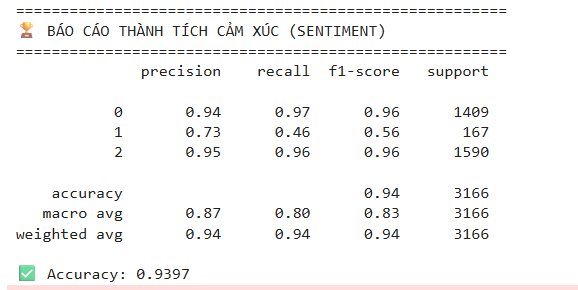 ======================================================
🏆 BÁO CÁO THÀNH TÍCH CẢM XÚC (SENTIMENT)
======================================================
              precision    recall  f1-score   support

           0       0.94      0.97      0.96      1409
           1       0.73      0.46      0.56       167
           2       0.95      0.96      0.96      1590

    accuracy                           0.94      3166
   macro avg       0.87      0.80      0.83      3166
weighted avg       0.94      0.94      0.94      3166

✅ Accuracy: 0.9397